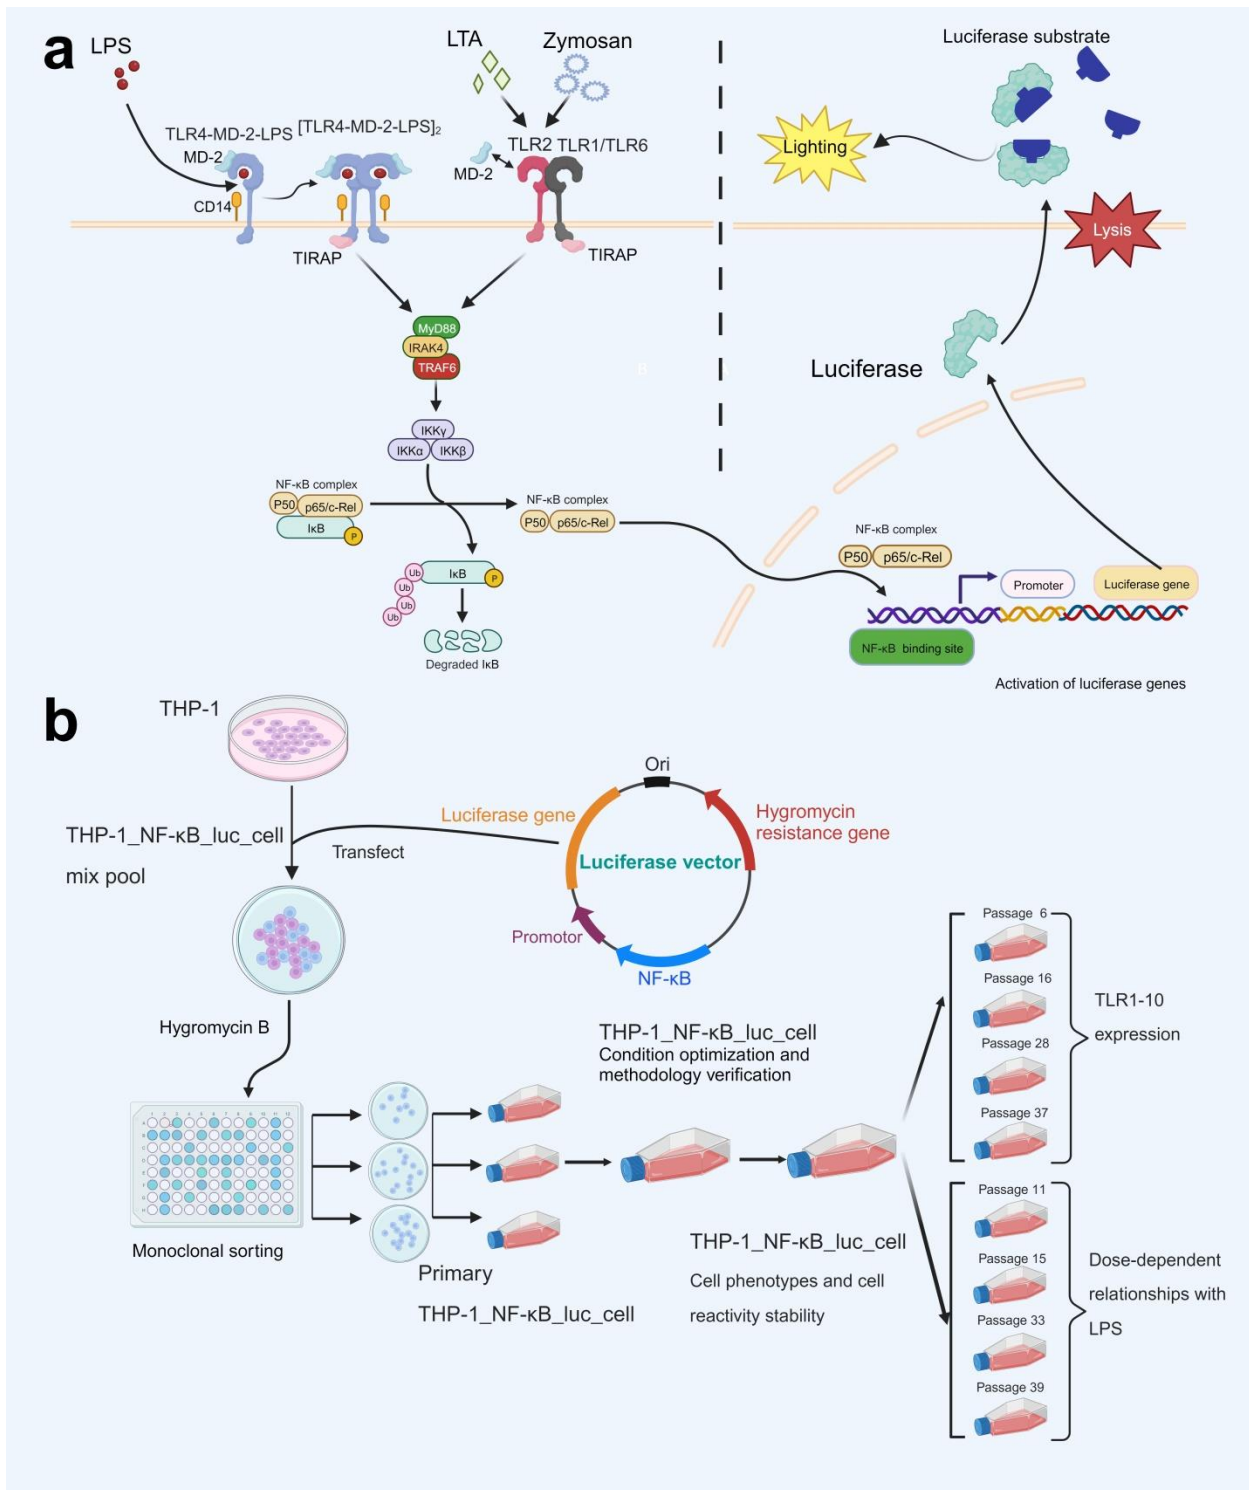 a
LPS
LTA
Zymosan
TLR4-MD-2-LPS
[TLR4-MD-2-LPS]2
MD-2
CD14
TIRAP
TLR2 TLR1/TLR6
MD-2
TIRAP
MyD88
IRAK4
TRAF6
IKKγ
IKKα
IKKβ
NF-κB complex
P50
p65/c-Rel
IκB
P
NF-κB complex
P50
p65/c-Rel
Ub
Ub
Ub
Ub
IκB
P
Degraded IκB
Luciferase substrate
Lighting
Lysis
Luciferase
NF-κB complex
P50
p65/c-Rel
Promoter
Luciferase gene
NF-κB binding site
Activation of luciferase genes
b
THP-1
THP-1_NF-κB_luc_cell
mix pool
Transfect
Ori
Luciferase gene
Hygromycin
resistance gene
Luciferase vector
Promotor
NF-κB
Hygromycin B
Monoclonal sorting
Primary
THP-1_NF-κB_luc_cell
THP-1_NF-κB_luc_cell
Condition optimization and
methodology verification
THP-1_NF-κB_luc_cell
Cell phenotypes and cell
reactivity stability
Passage 6
Passage 16
Passage 28
Passage 37
TLR1-10
expression
Passage 11
Passage 15
Passage 33
Passage 39
Dose-dependent
relationships with
LPS